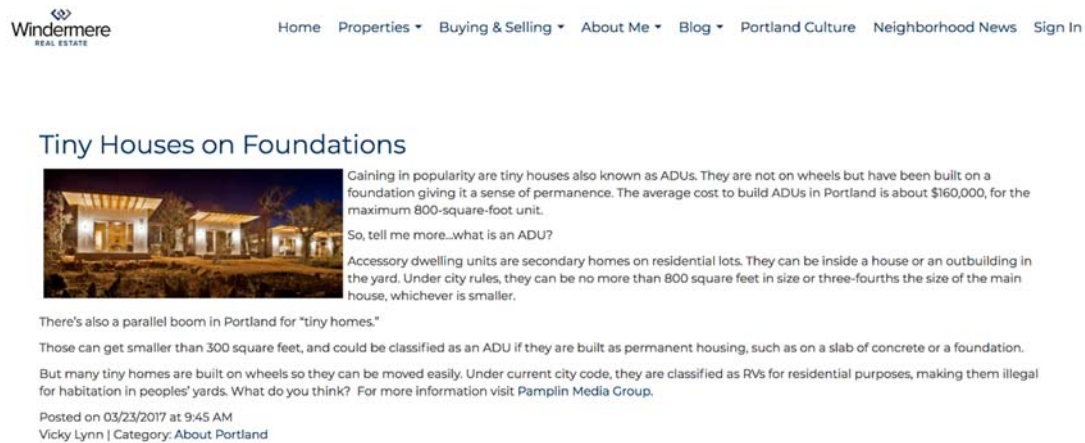 Windermere
REAL ESTATE
Home Properties Buying & Selling About Me Blog Portland Culture Neighborhood News Sign In
Tiny Houses on Foundations
Gaining in popularity are tiny houses also known as ADUs. They are not on wheels but have been built on a
foundation giving it a sense of permanence. The average cost to build ADUs in Portland is about $160,000, for the
maximum 800-square-foot unit.
So, tell me more...what is an ADU?
Accessory dwelling units are secondary homes on residential lots. They can be inside a house or an outbuilding in
the yard. Under city rules, they can be no more than 800 square feet in size or three-fourths the size of the main
house, whichever is smaller.
There's also a parallel boom in Portland for "tiny homes."
Those can get smaller than 300 square feet, and could be classified as an ADU if they are built as permanent housing, such as on a slab of concrete or a foundation.
But many tiny homes are built on wheels so they can be moved easily. Under current city code, they are classified as RVs for residential purposes, making them illegal
for habitation in peoples' yards. What do you think? For more information visit Pamplin Media Group.
Posted on 03/23/2017 at 9:45 AM
Vicky Lynn | Category: About Portland